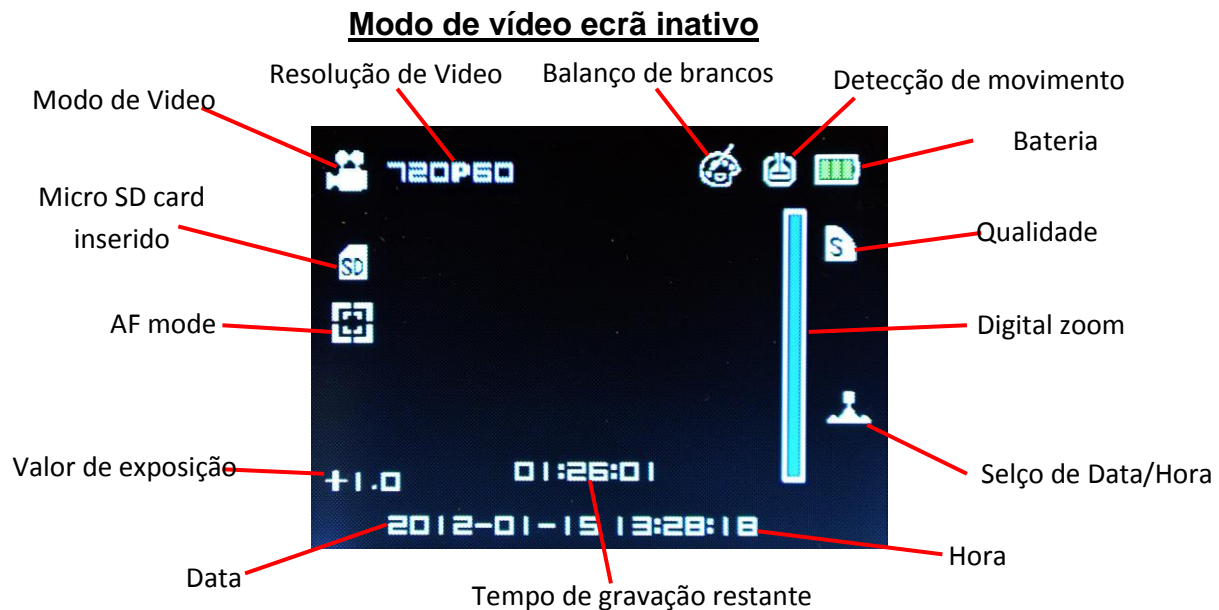 Modo de vídeo ecrã inativo
Resolução de Video
Balanço de brancos
Detecção de movimento
Modo de Video
Bateria
720P60
Micro SD card
inserido
S
Qualidade
SD
AF mode
Digital zoom
Valor de exposição
+1.0
01:26:01
Selço de Data/Hora
2012-01-15 13:28:18
Data
Hora
Tempo de gravação restante